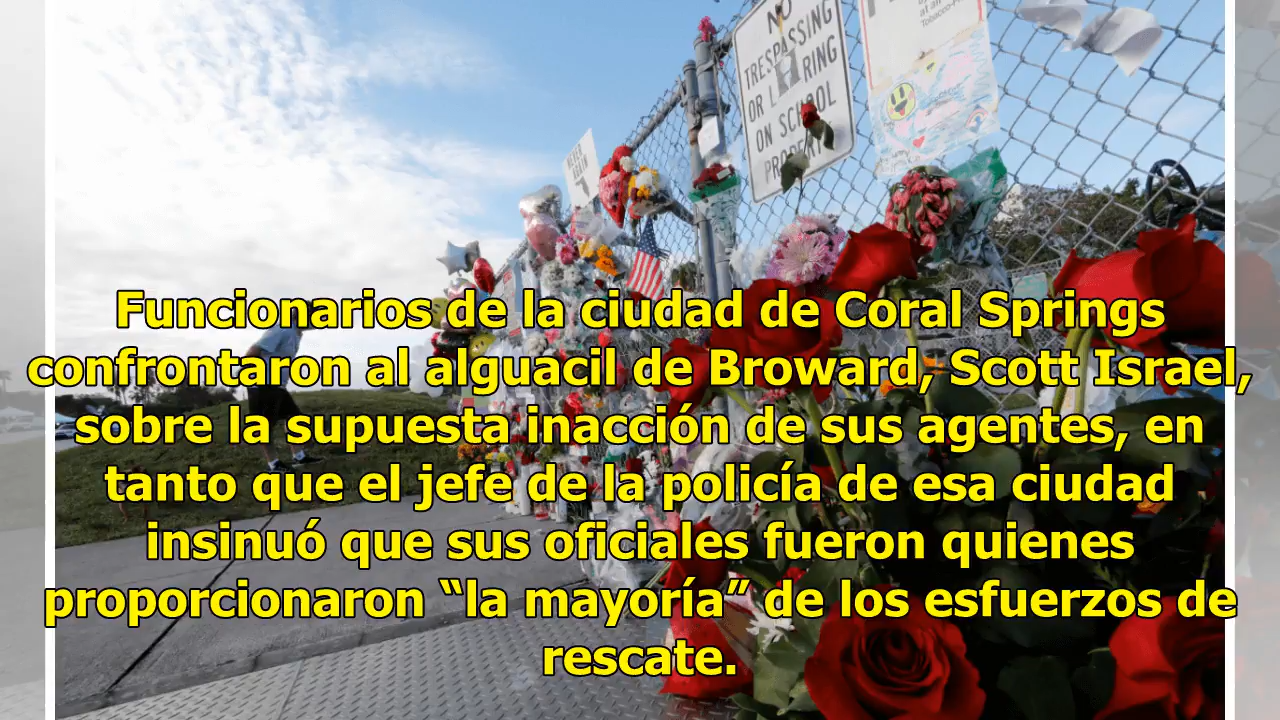 NO
TRESPASSING
OR
ON SCHOOL
PROPERTY
NEVER
AGAIN
Funcionarios de la ciudad de Coral Springs
confrontaron al alguacil de Broward, Scott Israel,
sobre la supuesta inacción de sus agentes, en
tanto que el jefe de la policía de esa ciudad
insinuó que sus oficiales fueron quienes
proporcionaron “la mayoría” de los esfuerzos de
rescate.